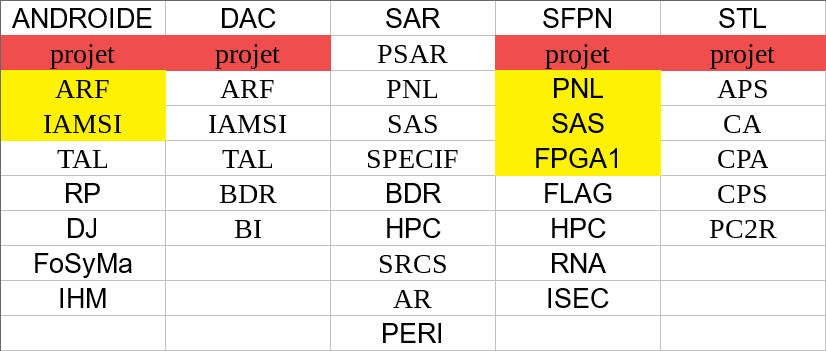 ANDROIDE DAC SAR SFPN STL
projet projet PSAR projet projet
ARF ARF PNL PNL APS
IAMSI IAMSI SAS SAS CA
TAL TAL SPECIF FPGA1 CPA
RP BDR BDR FLAG CPS
DJ BI HPC HPC PC2R
FoSyMa SRCS RNA
IHM AR ISEC
PERI